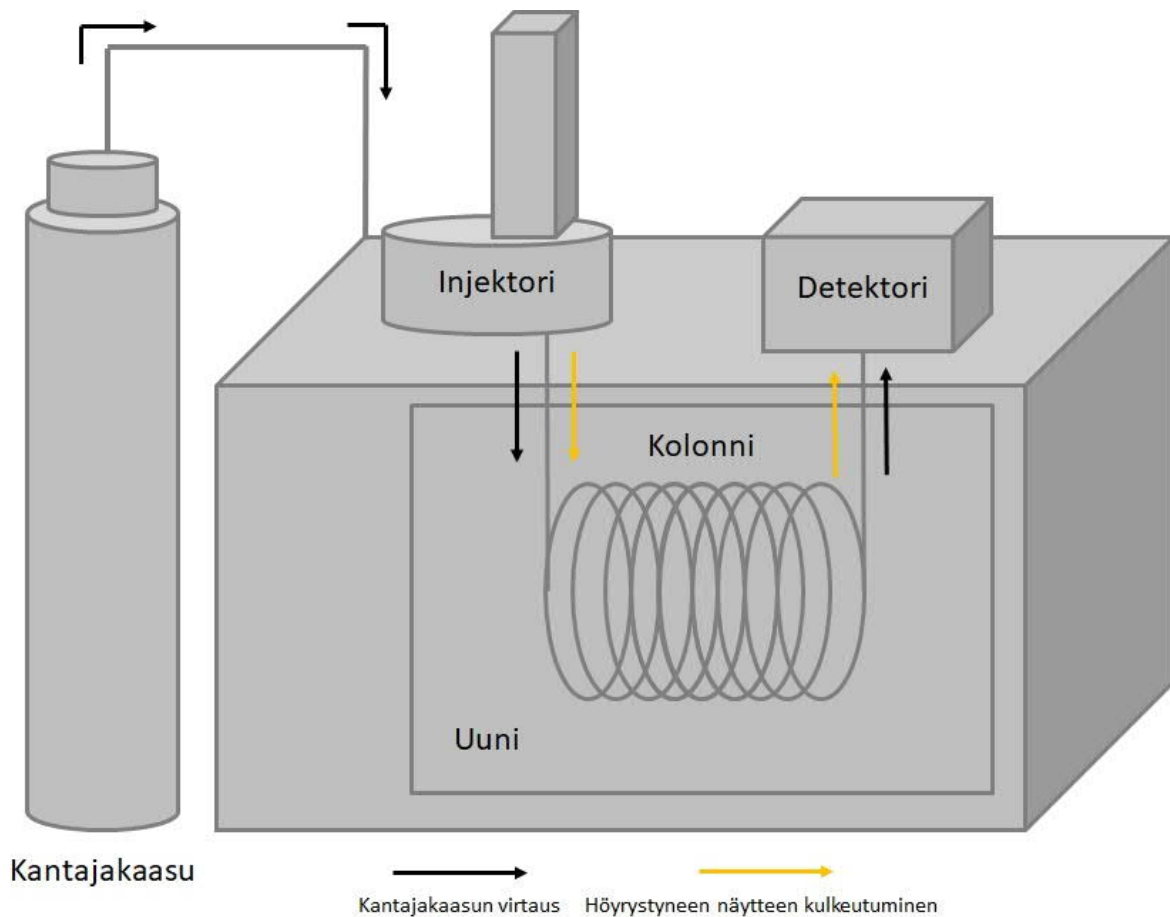 Injektori
Detektori
Kolonni
Uuni
Kantajakaasu
Kantajakaasun virtaus
Höyrystyneen näytteen kulkeutuminen